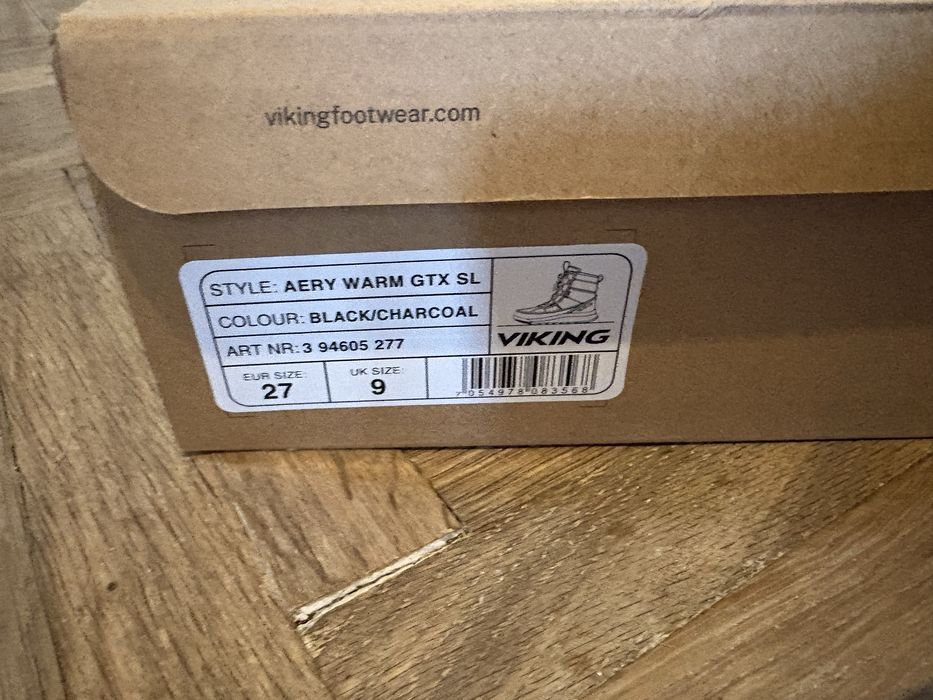 vikingfootwear.com
STYLE: AERY WARM GTX SL
COLOUR: BLACK/CHARCOAL
ART NR: 3 94605 277
VIKING
EUR SIZE:
27
UK SIZE:
9
7 054978 083568